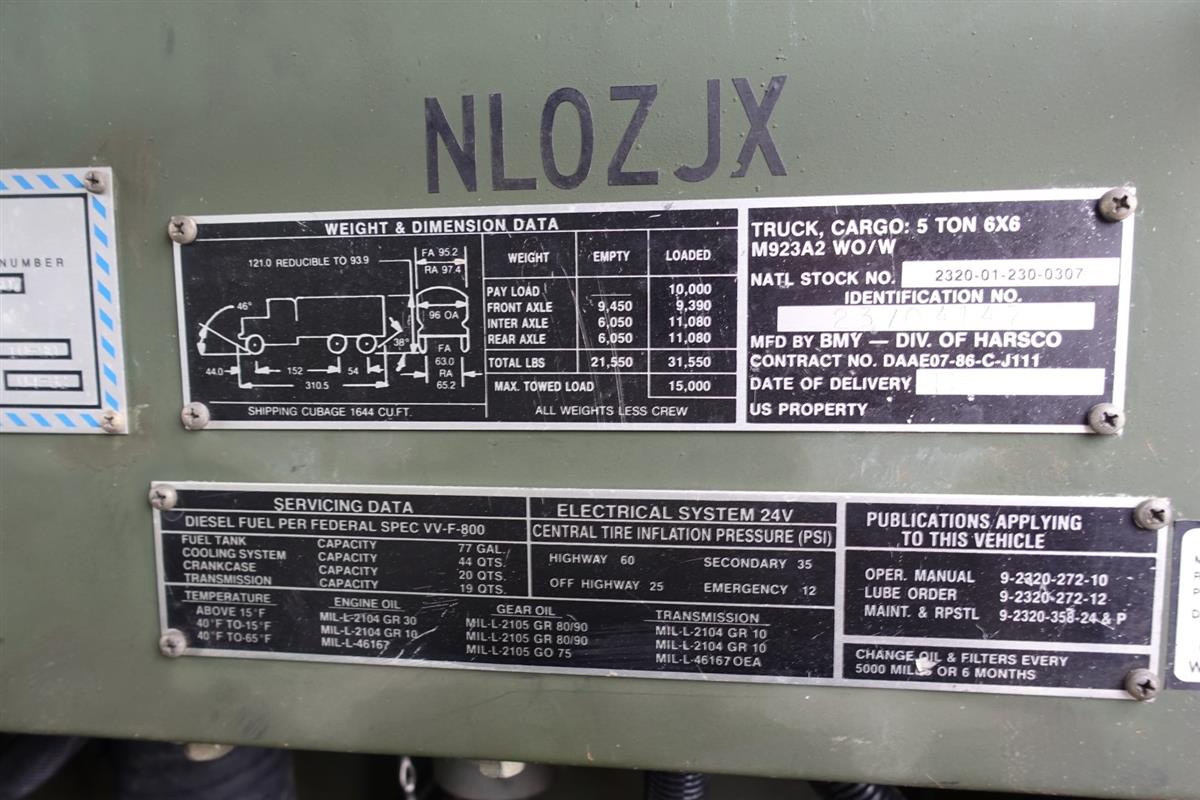 NL0ZJX
NUMBER
WEIGHT & DIMENSION DATA
121.0 REDUCIBLE TO 93.9
FA 95.2
RA 97.4
46°
96 OA
38°
FA
63.0
RA
65.2
44.0
152
54
310.5
SHIPPING CUBAGE 1644 CU.FT.
WEIGHT EMPTY LOADED
PAY LOAD 10,000
FRONT AXLE 9,450 9,390
INTER AXLE 6,050 11,080
REAR AXLE 6,050 11,080
TOTAL LBS 21,550 31,550
MAX. TOWED LOAD 15,000
ALL WEIGHTS LESS CREW
TRUCK, CARGO: 5 TON 6X6
M923A2 WO/W
NATL STOCK NO. 2320-01-230-0307
IDENTIFICATION NO.
MFD BY BMY — DIV. OF HARSCO
CONTRACT NO. DAAE07-86-C-J111
DATE OF DELIVERY
US PROPERTY
SERVICING DATA
DIESEL FUEL PER FEDERAL SPEC VV-F-800
FUEL TANK CAPACITY 77 GAL.
COOLING SYSTEM CAPACITY 44 QTS.
CRANKCASE CAPACITY 20 QTS.
TRANSMISSION CAPACITY 19 QTS.
ELECTRICAL SYSTEM 24V
CENTRAL TIRE INFLATION PRESSURE (PSI)
HIGHWAY 60 SECONDARY 35
OFF HIGHWAY 25 EMERGENCY 12
TEMPERATURE ENGINE OIL GEAR OIL TRANSMISSION
ABOVE 15°F MIL-L-2104 GR 30 MIL-L-2105 GR 80/90 MIL-L-2104 GR 10
40°F TO-15°F MIL-L-2104 GR 10 MIL-L-2105 GR 80/90 MIL-L-2104 GR 10
40°F TO-65°F MIL-L-46167 MIL-L-2105 GO 75 MIL-L-46167 OEA
PUBLICATIONS APPLYING
TO THIS VEHICLE
OPER. MANUAL 9-2320-272-10
LUBE ORDER 9-2320-272-12
MAINT. & RPSTL 9-2320-358-24 & P
CHANGE OIL & FILTERS EVERY
5000 MILES OR 6 MONTHS